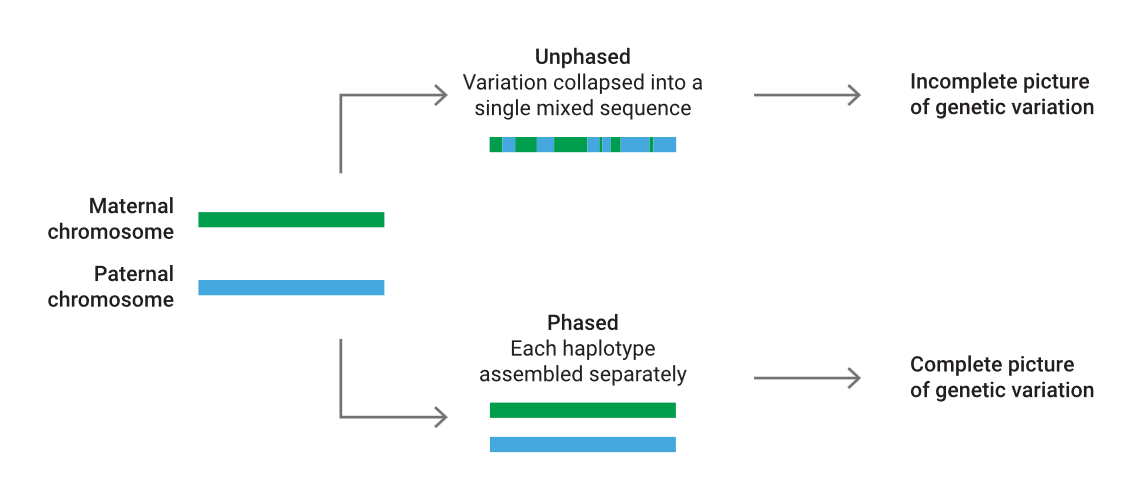 Unphased
Variation collapsed into a
single mixed sequence
Incomplete picture
of genetic variation
Maternal
chromosome
Paternal
chromosome
Phased
Each haplotype
assembled separately
Complete picture
of genetic variation